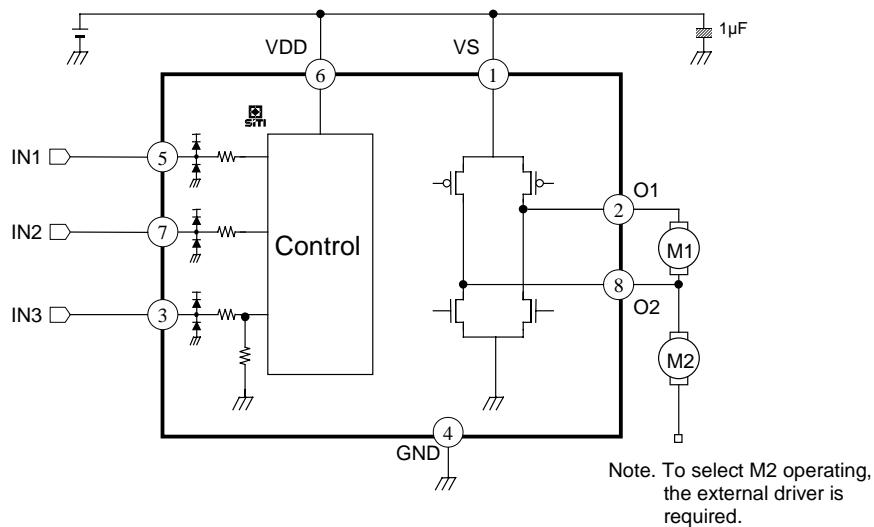 1µF
VDD
VS
6
1
SiTI
IN1
5
O1
2
IN2
7
Control
M1
8
IN3
3
O2
M2
4
GND
Note. To select M2 operating,
the external driver is
required.